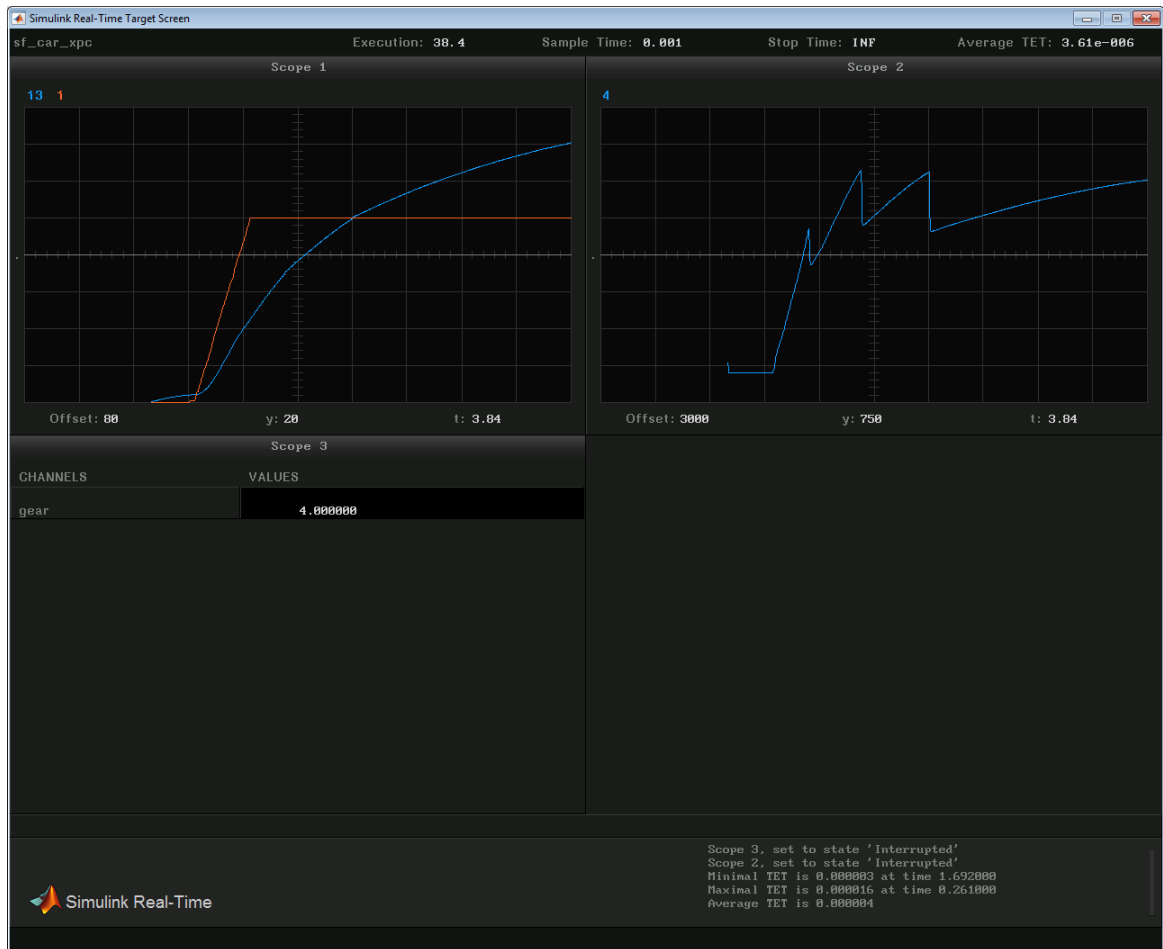 Simulink Real-Time Target Screen
sf_car_xpc Execution: 38.4 Sample Time: 0.001 Stop Time: INF Average TET: 3.61e-006
Scope 1
13 1
Offset: 80 y: 20 t: 3.84
Scope 2
4
Offset: 3000 y: 750 t: 3.84
Scope 3
CHANNELS VALUES
gear 4.000000
Scope 3, set to state 'Interrupted'
Scope 2, set to state 'Interrupted'
Minimal TET is 0.000003 at time 1.692000
Maximal TET is 0.000016 at time 0.261000
Average TET is 0.000004
Simulink Real-Time